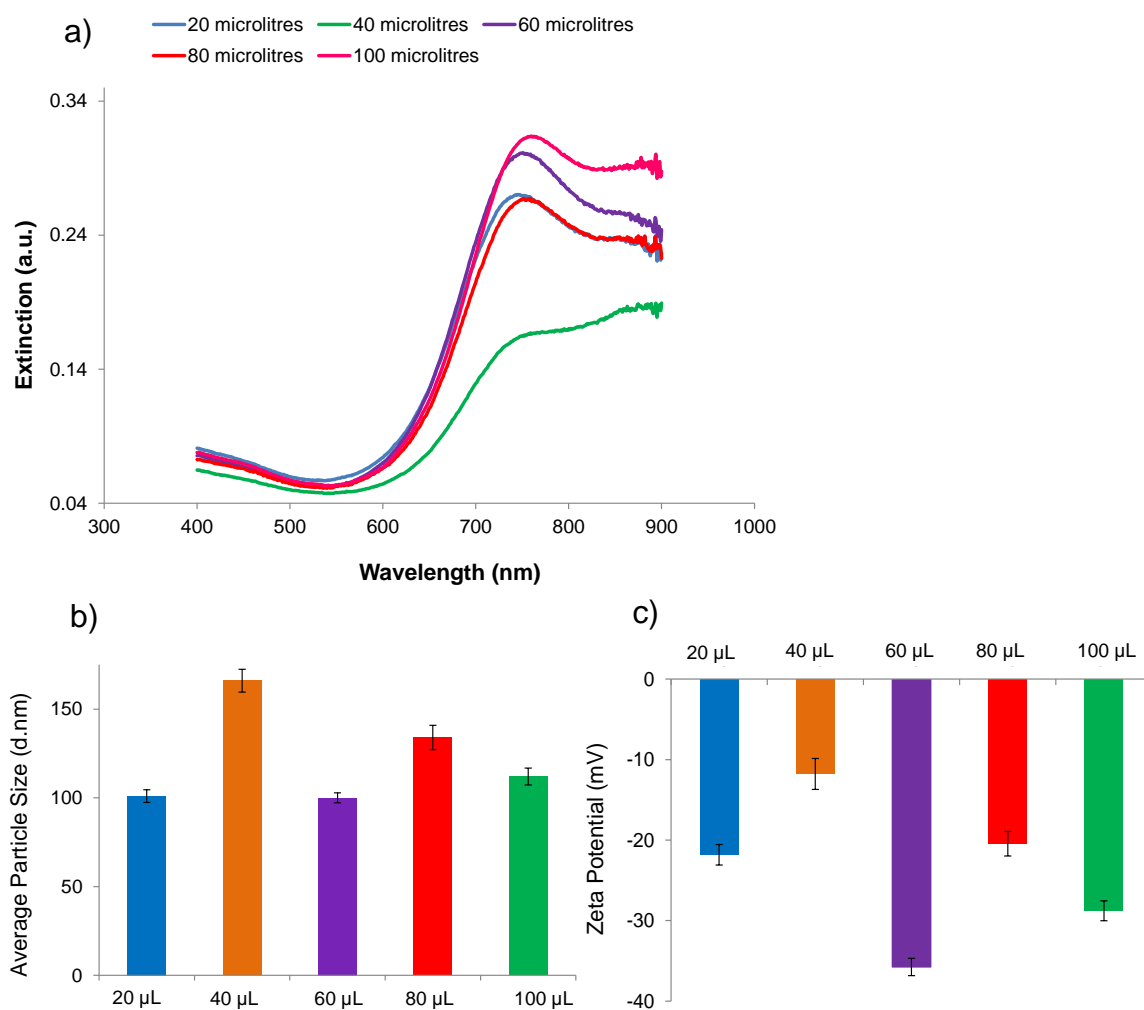 a)
20 microlitres 40 microlitres 60 microlitres
80 microlitres 100 microlitres
0.34
0.24
0.14
0.04
Extinction (a.u.)
300 400 500 600 700 800 900 1000
Wavelength (nm)
b)
150
100
50
0
Average Particle Size (d.nm)
20 µL 40 µL 60 µL 80 µL 100 µL
c)
20 µL 40 µL 60 µL 80 µL 100 µL
0
-10
-20
-30
-40
Zeta Potential (mV)